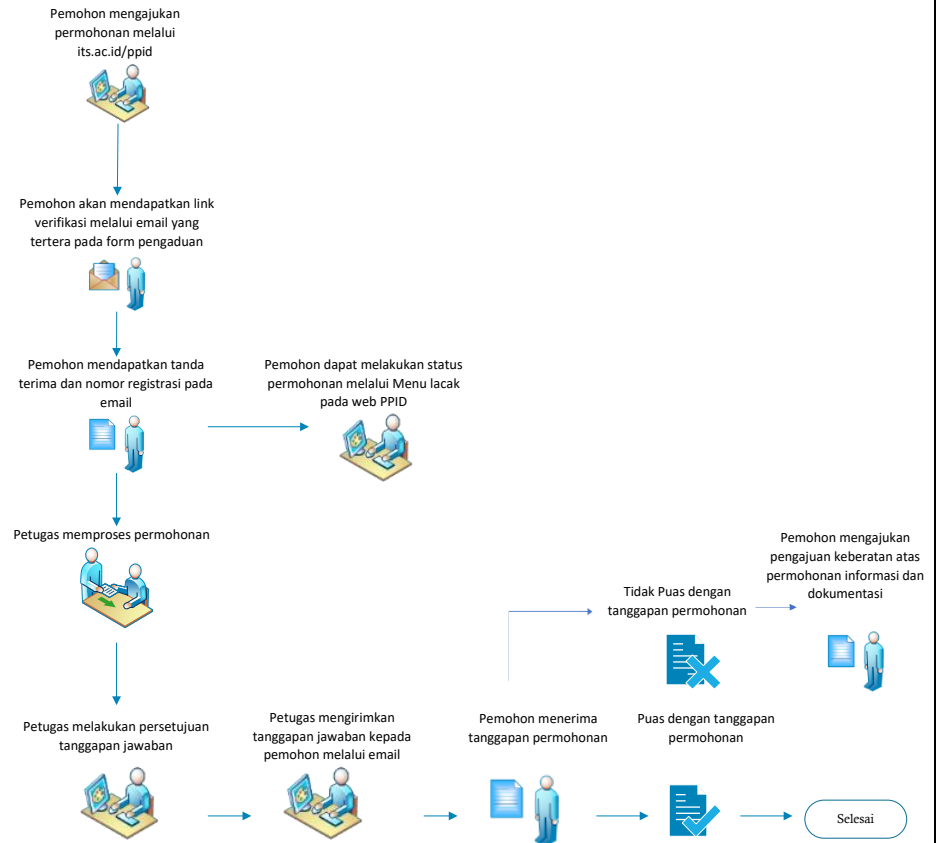 Pemohon mengajukan
permohonan melalui
its.ac.id/ppid
Pemohon akan mendapatkan link
verifikasi melalui email yang
tertera pada form pengaduan
Pemohon mendapatkan tanda
terima dan nomor registrasi pada
email
Pemohon dapat melakukan status
permohonan melalui Menu lacak
pada web PPID
Petugas memproses permohonan
Petugas melakukan persetujuan
tanggapan jawaban
Petugas mengirimkan
tanggapan jawaban kepada
pemohon melalui email
Pemohon menerima
tanggapan permohonan
Tidak Puas dengan
tanggapan permohonan
Pemohon mengajukan
pengajuan keberatan atas
permohonan informasi dan
dokumentasi
Puas dengan tanggapan
permohonan
Selesai